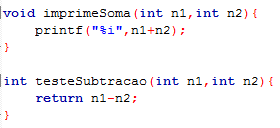 void imprimeSoma(int n1,int n2){
printf("%i",n1+n2);
}
int testeSubtracao(int n1,int n2){
return n1-n2;
}